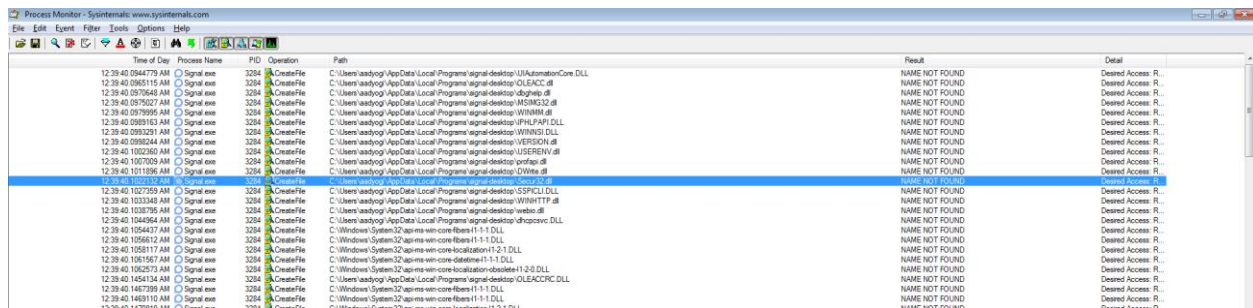 Process Monitor - Sysinternals: www.sysinternals.com
File Edit Event Filter Tools Options Help
Time of Day Process Name PID Operation Path Result Detail
12:39:40.0944779 AM Signal.exe 3284 CreateFile C:\Users\aadyogi\AppData\Local\Programs\signal-desktop\UIAutomationCore.DLL NAME NOT FOUND Desired Access: R...
12:39:40.0965115 AM Signal.exe 3284 CreateFile C:\Users\aadyogi\AppData\Local\Programs\signal-desktop\OLEACC.dll NAME NOT FOUND Desired Access: R...
12:39:40.0970648 AM Signal.exe 3284 CreateFile C:\Users\aadyogi\AppData\Local\Programs\signal-desktop\dbghelp.dll NAME NOT FOUND Desired Access: R...
12:39:40.0975027 AM Signal.exe 3284 CreateFile C:\Users\aadyogi\AppData\Local\Programs\signal-desktop\MSIMG32.dll NAME NOT FOUND Desired Access: R...
12:39:40.0979995 AM Signal.exe 3284 CreateFile C:\Users\aadyogi\AppData\Local\Programs\signal-desktop\WINMM.dll NAME NOT FOUND Desired Access: R...
12:39:40.0989163 AM Signal.exe 3284 CreateFile C:\Users\aadyogi\AppData\Local\Programs\signal-desktop\IPHLPAPI.DLL NAME NOT FOUND Desired Access: R...
12:39:40.0993291 AM Signal.exe 3284 CreateFile C:\Users\aadyogi\AppData\Local\Programs\signal-desktop\WINNSI.DLL NAME NOT FOUND Desired Access: R...
12:39:40.0998244 AM Signal.exe 3284 CreateFile C:\Users\aadyogi\AppData\Local\Programs\signal-desktop\VERSION.dll NAME NOT FOUND Desired Access: R...
12:39:40.1002360 AM Signal.exe 3284 CreateFile C:\Users\aadyogi\AppData\Local\Programs\signal-desktop\USERENV.dll NAME NOT FOUND Desired Access: R...
12:39:40.1007009 AM Signal.exe 3284 CreateFile C:\Users\aadyogi\AppData\Local\Programs\signal-desktop\profapi.dll NAME NOT FOUND Desired Access: R...
12:39:40.1011896 AM Signal.exe 3284 CreateFile C:\Users\aadyogi\AppData\Local\Programs\signal-desktop\DWrite.dll NAME NOT FOUND Desired Access: R...
12:39:40.1022132 AM Signal.exe 3284 CreateFile C:\Users\aadyogi\AppData\Local\Programs\signal-desktop\Secur32.dll NAME NOT FOUND Desired Access: R...
12:39:40.1027359 AM Signal.exe 3284 CreateFile C:\Users\aadyogi\AppData\Local\Programs\signal-desktop\SSPICLI.DLL NAME NOT FOUND Desired Access: R...
12:39:40.1033348 AM Signal.exe 3284 CreateFile C:\Users\aadyogi\AppData\Local\Programs\signal-desktop\WINHTTP.dll NAME NOT FOUND Desired Access: R...
12:39:40.1038795 AM Signal.exe 3284 CreateFile C:\Users\aadyogi\AppData\Local\Programs\signal-desktop\webio.dll NAME NOT FOUND Desired Access: R...
12:39:40.1044964 AM Signal.exe 3284 CreateFile C:\Users\aadyogi\AppData\Local\Programs\signal-desktop\dhcpcsvc.DLL NAME NOT FOUND Desired Access: R...
12:39:40.1054437 AM Signal.exe 3284 CreateFile C:\Windows\System32\api-ms-win-core-fibers-l1-1-1.DLL NAME NOT FOUND Desired Access: R...
12:39:40.1056612 AM Signal.exe 3284 CreateFile C:\Windows\System32\api-ms-win-core-fibers-l1-1-1.DLL NAME NOT FOUND Desired Access: R...
12:39:40.1058117 AM Signal.exe 3284 CreateFile C:\Windows\System32\api-ms-win-core-localization-l1-2-1.DLL NAME NOT FOUND Desired Access: R...
12:39:40.1061567 AM Signal.exe 3284 CreateFile C:\Windows\System32\api-ms-win-core-datetime-l1-1-1.DLL NAME NOT FOUND Desired Access: R...
12:39:40.1062573 AM Signal.exe 3284 CreateFile C:\Windows\System32\api-ms-win-core-localization-obsolete-l1-2-0.DLL NAME NOT FOUND Desired Access: R...
12:39:40.1454134 AM Signal.exe 3284 CreateFile C:\Users\aadyogi\AppData\Local\Programs\signal-desktop\OLEACCRC.DLL NAME NOT FOUND Desired Access: R...
12:39:40.1467399 AM Signal.exe 3284 CreateFile C:\Windows\System32\api-ms-win-core-fibers-l1-1-1.DLL NAME NOT FOUND Desired Access: R...
12:39:40.1469110 AM Signal.exe 3284 CreateFile C:\Windows\System32\api-ms-win-core-fibers-l1-1-1.DLL NAME NOT FOUND Desired Access: R...